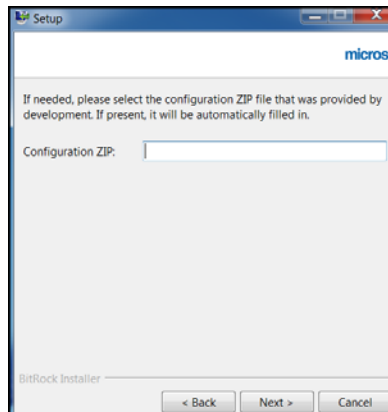 Setup
micros
If needed, please select the configuration ZIP file that was provided by
development. If present, it will be automatically filled in.
Configuration ZIP:
BitRock Installer
< Back Next > Cancel